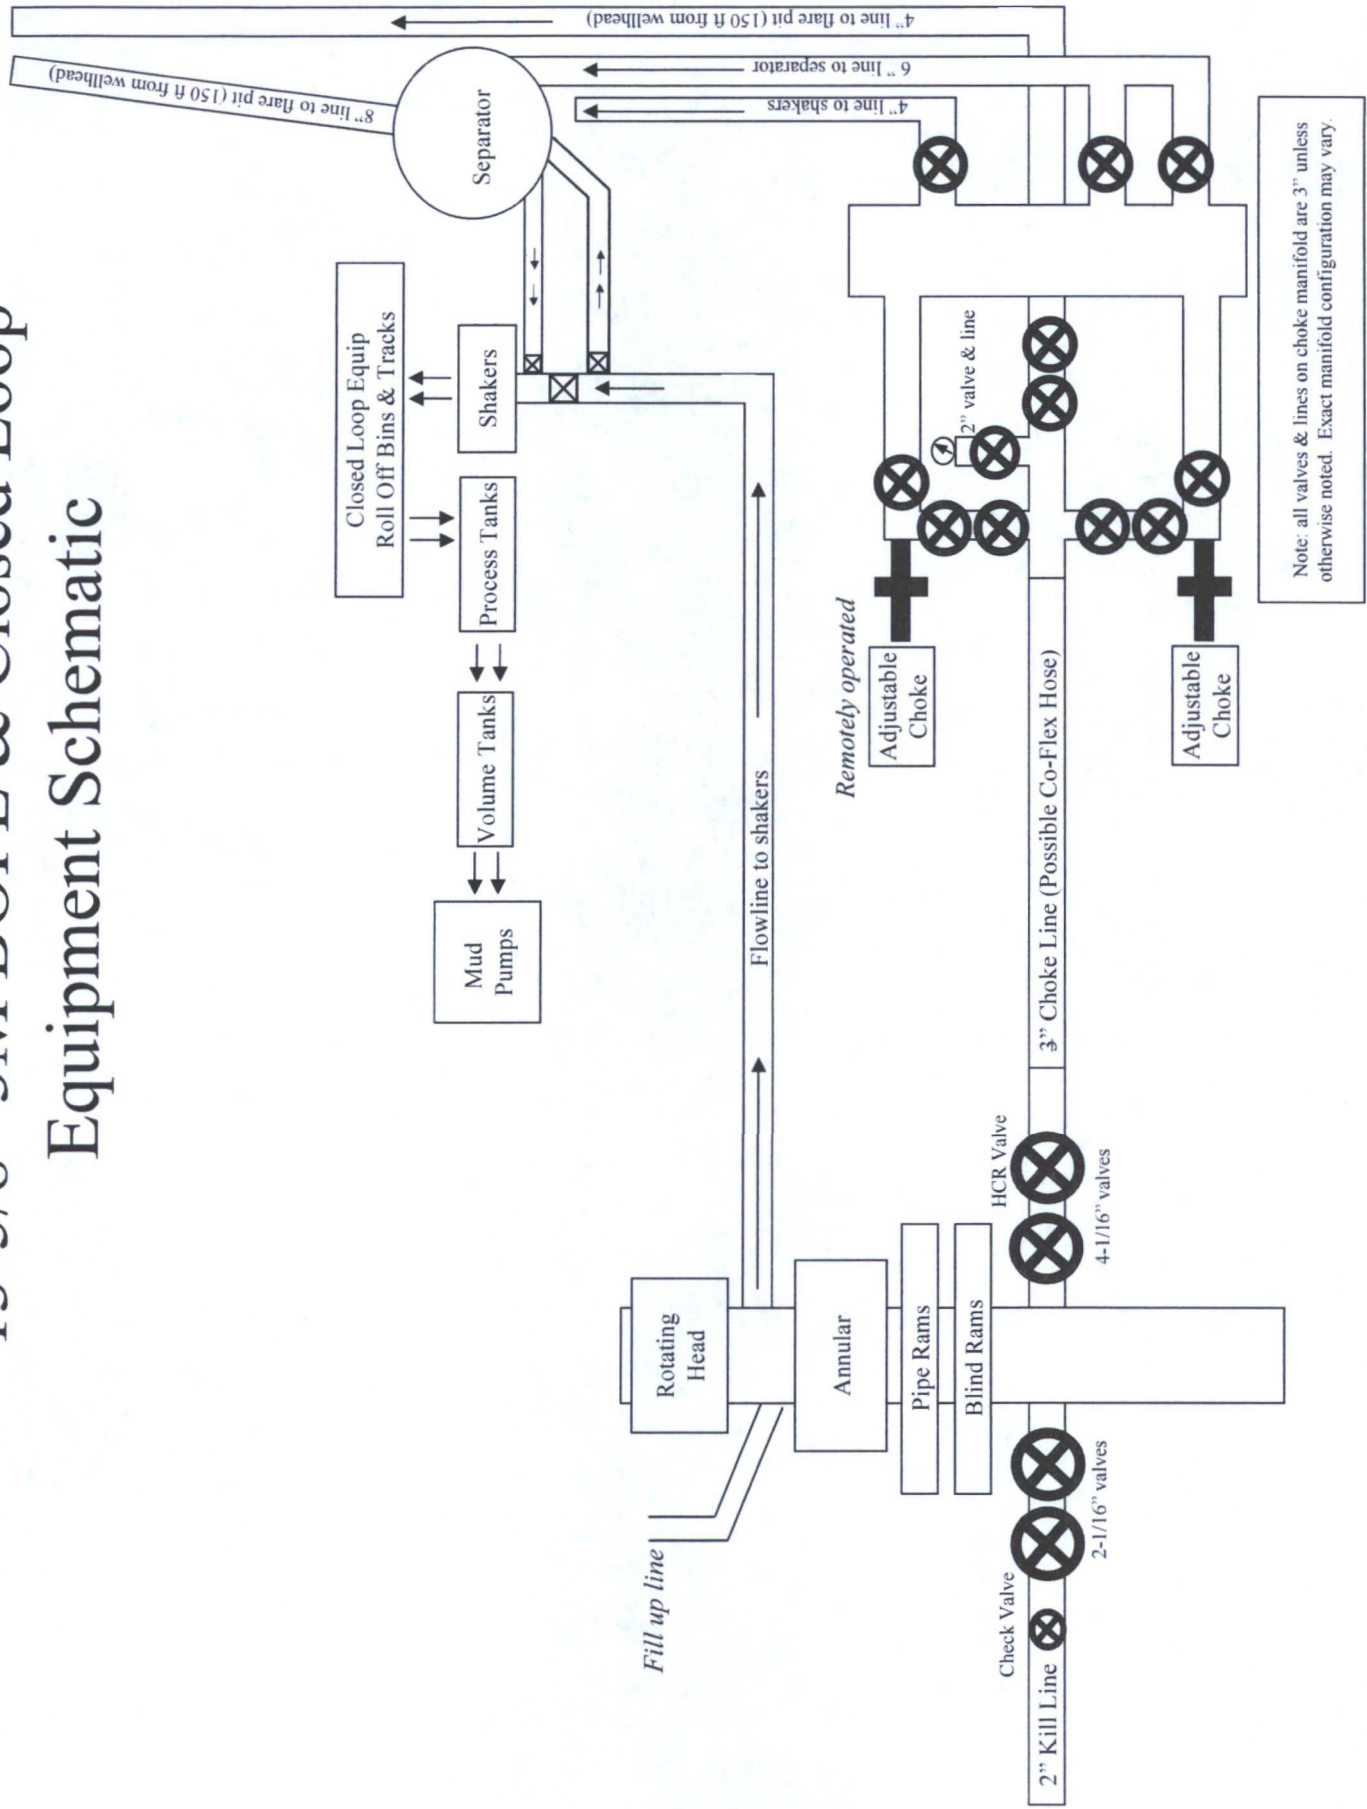 BOPE & Closed Loop
Equipment Schematic
Fill up line
Rotating
Head
Flowline to shakers
Annular
Pipe Rams
Blind Rams
Mud
Pumps
Volume Tanks
Process Tanks
Closed Loop Equip
Roll Off Bins & Tracks
Shakers
Separator
8” line to flare pit (150 ft from wellhead)
4” line to flare pit (150 ft from wellhead)
6” line to separator
4” line to shakers
2” Kill Line
Check Valve
2-1/16” valves
HCR Valve
4-1/16” valves
3” Choke Line (Possible Co-Flex Hose)
Remotely operated
Adjustable
Choke
2” valve & line
Adjustable
Choke
Note: all valves & lines on choke manifold are 3” unless
otherwise noted. Exact manifold configuration may vary.